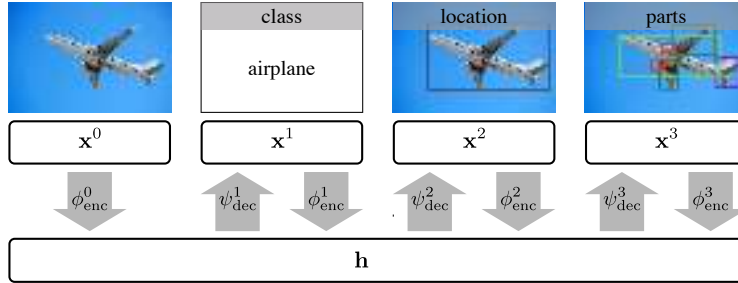 class
location
parts
airplane
x⁰ x¹ x² x³
ϕ⁰enc ψ¹dec ϕ¹enc ψ²dec ϕ²enc ψ³dec ϕ³enc
h